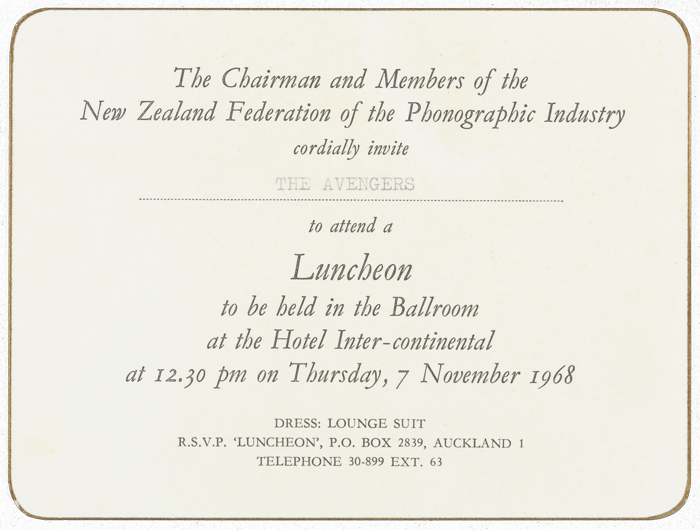 The Chairman and Members of the
New Zealand Federation of the Phonographic Industry
cordially invite
THE AVENGERS
to attend a
Luncheon
to be held in the Ballroom
at the Hotel Inter-continental
at 12.30 pm on Thursday, 7 November 1968
DRESS: LOUNGE SUIT
R.S.V.P. 'LUNCHEON', P.O. BOX 2839, AUCKLAND 1
TELEPHONE 30-899 EXT. 63